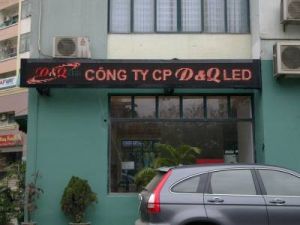 D&Q CÔNG TY CP D&Q LED